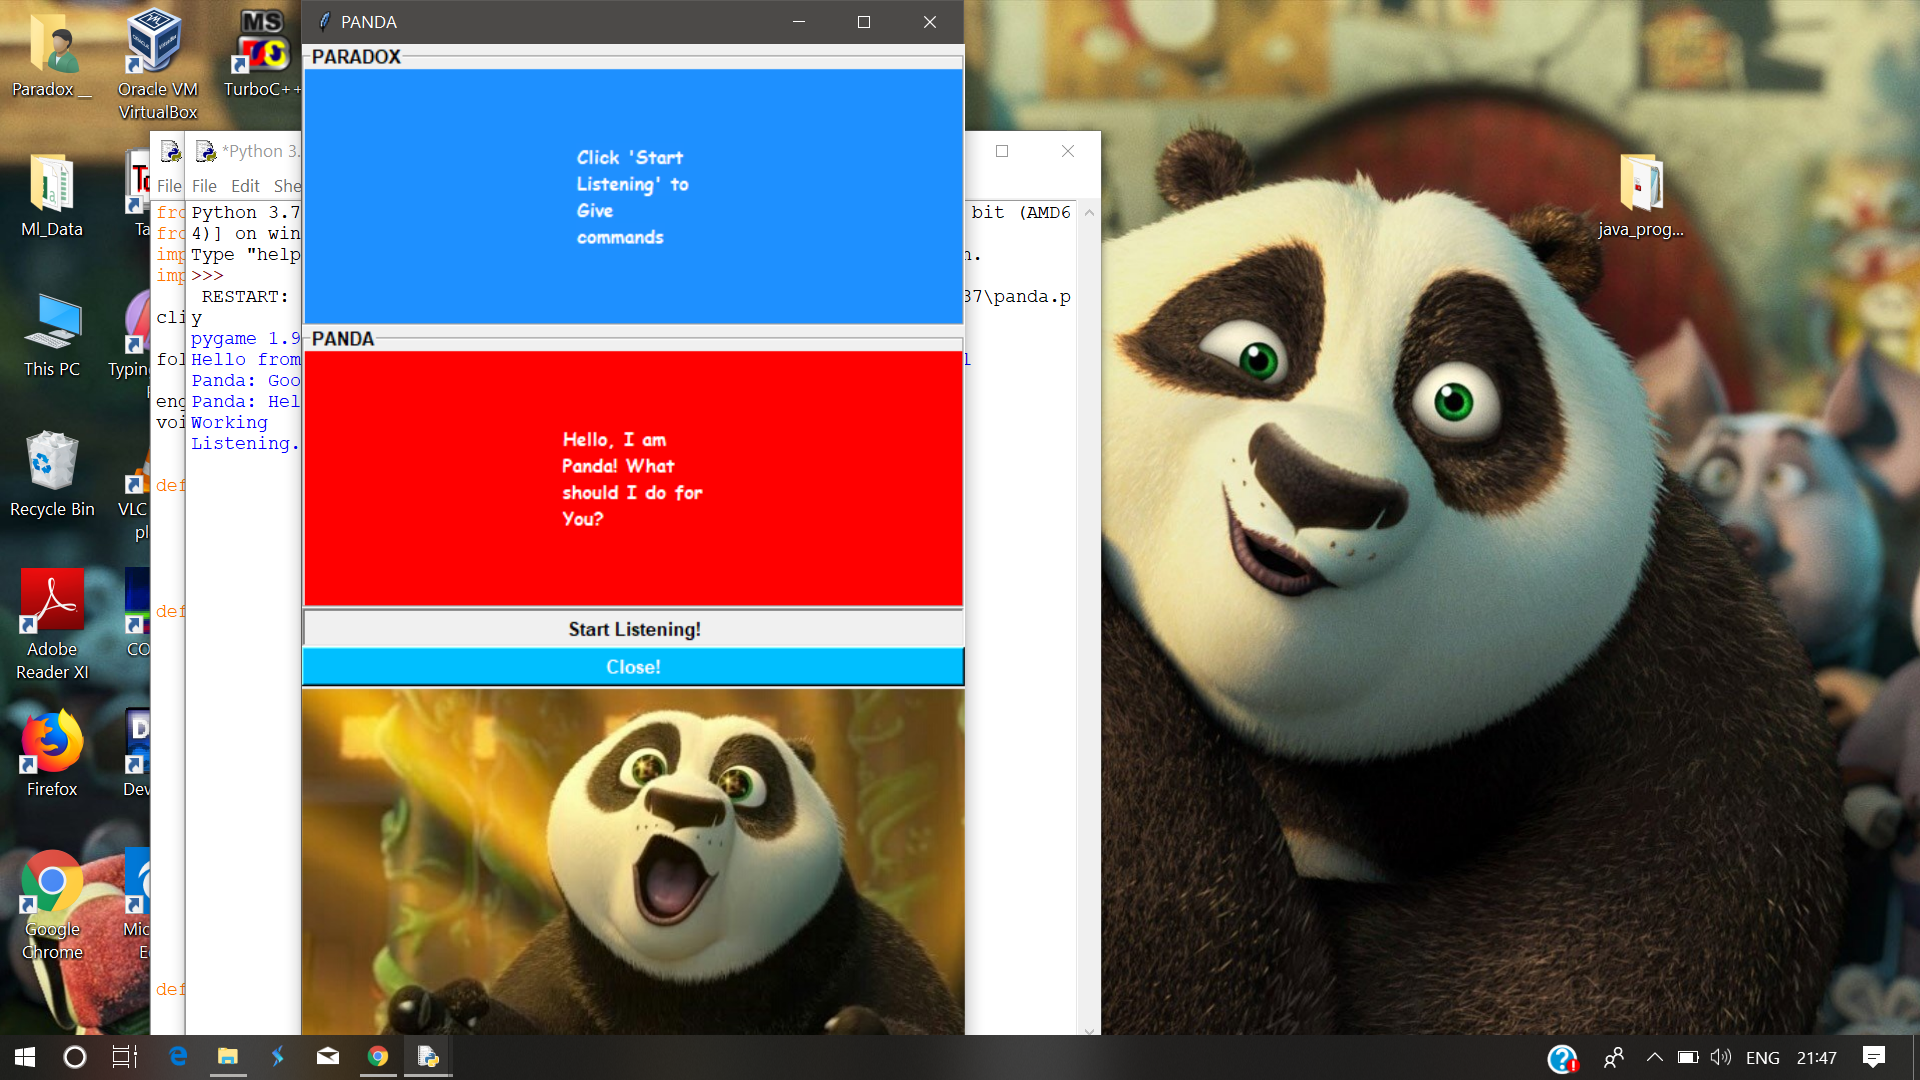 PANDA
PARADOX
Click 'Start
Listening' to
Give
commands
PANDA
Hello, I am
Panda! What
should I do for
You?
Start Listening!
Close!
Paradox __
Oracle VM
VirtualBox
TurboC++
Ml_Data
Ta
This PC
Typin
Recycle Bin
VLC
pl
Adobe
Reader XI
CO
Firefox
Dev
Google
Chrome
Mic
E
java_prog...
File
*Python 3.
File Edit She
fro
fro
imp
imp
cli
fol
eng
voi
def
def
def
Python 3.7
bit (AMD6
4)] on win
Type "help
n.
>>>
RESTART:
37\panda.p
y
pygame 1.9
Hello from
Panda: Goo
Panda: Hel
Working
Listening.
MS
ENG
21:47